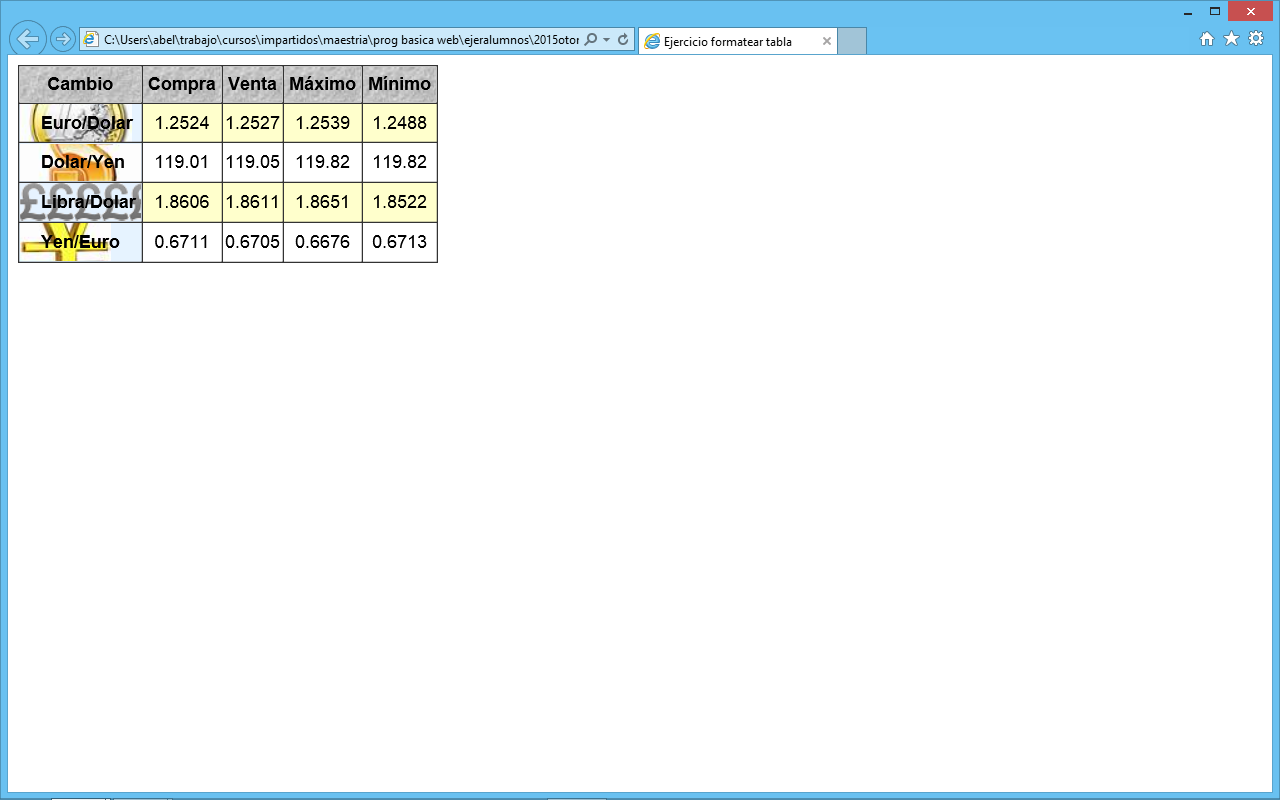 C:\Users\abel\trabajo\cursos\impartidos\maestria\prog basica web\ejeralumnos\2015otor
Ejercicio formatear tabla
Cambio Compra Venta Máximo Mínimo
Euro/Dolar 1.2524 1.2527 1.2539 1.2488
Dolar/Yen 119.01 119.05 119.82 119.82
Libra/Dolar 1.8606 1.8611 1.8651 1.8522
Yen/Euro 0.6711 0.6705 0.6676 0.6713